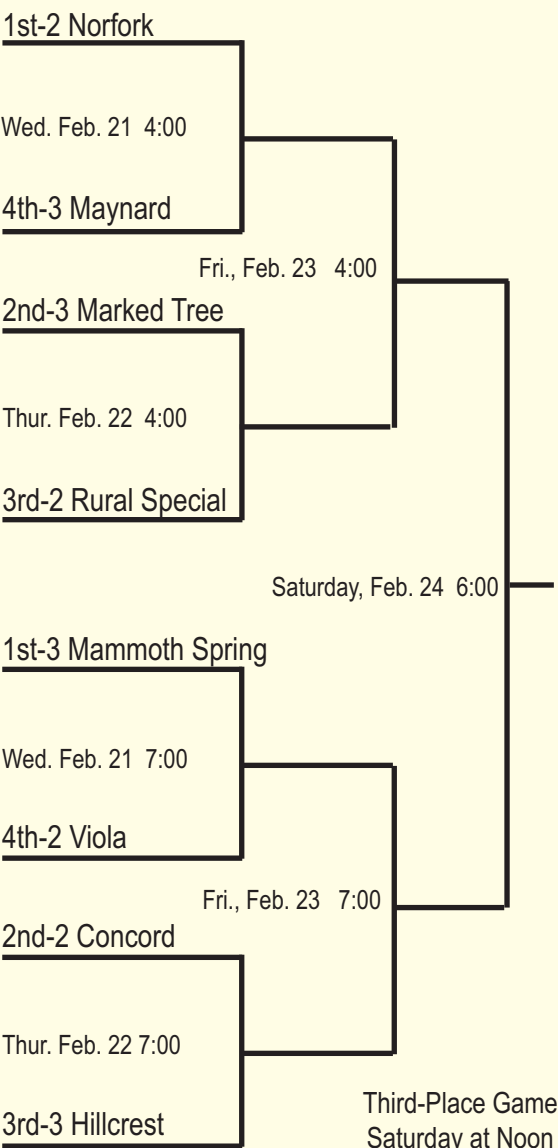 1st-2 Norfork
Wed. Feb. 21 4:00
4th-3 Maynard
Fri., Feb. 23 4:00
2nd-3 Marked Tree
Thur. Feb. 22 4:00
3rd-2 Rural Special
Saturday, Feb. 24 6:00
1st-3 Mammoth Spring
Wed. Feb. 21 7:00
4th-2 Viola
Fri., Feb. 23 7:00
2nd-2 Concord
Thur. Feb. 22 7:00
3rd-3 Hillcrest
Third-Place Game
Saturday at Noon